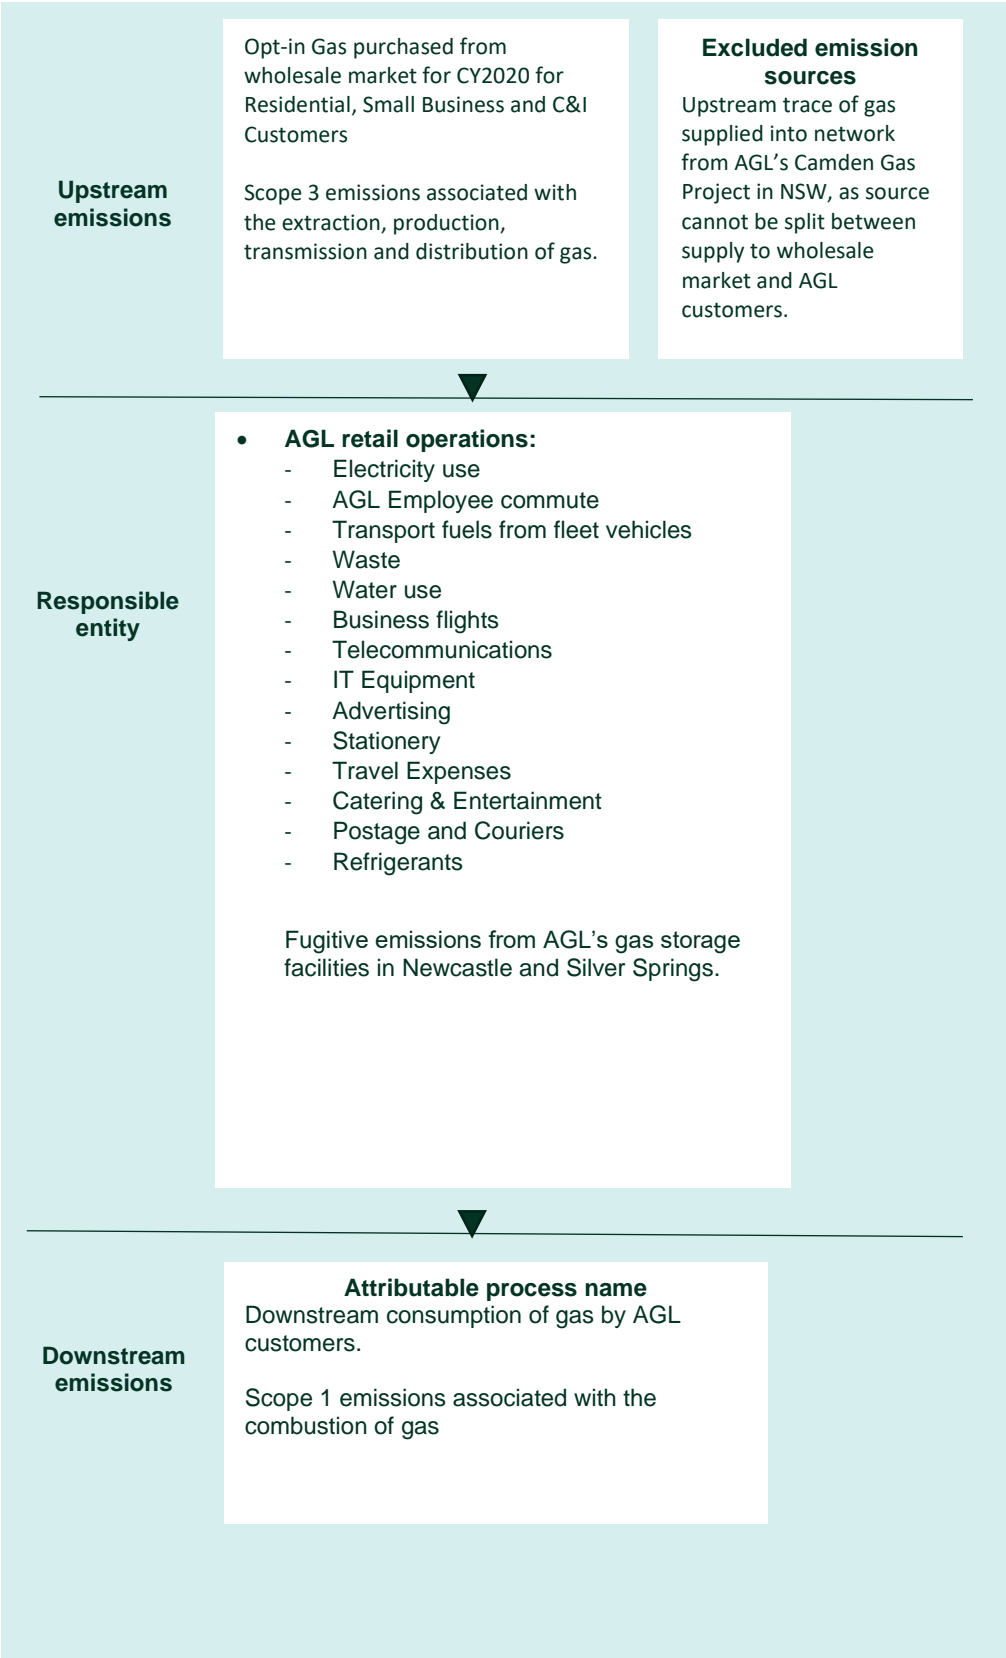 Upstream
emissions
Opt-in Gas purchased from
wholesale market for CY2020 for
Residential, Small Business and C&I
Customers
Scope 3 emissions associated with
the extraction, production,
transmission and distribution of gas.
Excluded emission
sources
Upstream trace of gas
supplied into network
from AGL’s Camden Gas
Project in NSW, as source
cannot be split between
supply to wholesale
market and AGL
customers.
Responsible
entity
• AGL retail operations:
- Electricity use
- AGL Employee commute
- Transport fuels from fleet vehicles
- Waste
- Water use
- Business flights
- Telecommunications
- IT Equipment
- Advertising
- Stationery
- Travel Expenses
- Catering & Entertainment
- Postage and Couriers
- Refrigerants
Fugitive emissions from AGL’s gas storage
facilities in Newcastle and Silver Springs.
Downstream
emissions
Attributable process name
Downstream consumption of gas by AGL
customers.
Scope 1 emissions associated with the
combustion of gas